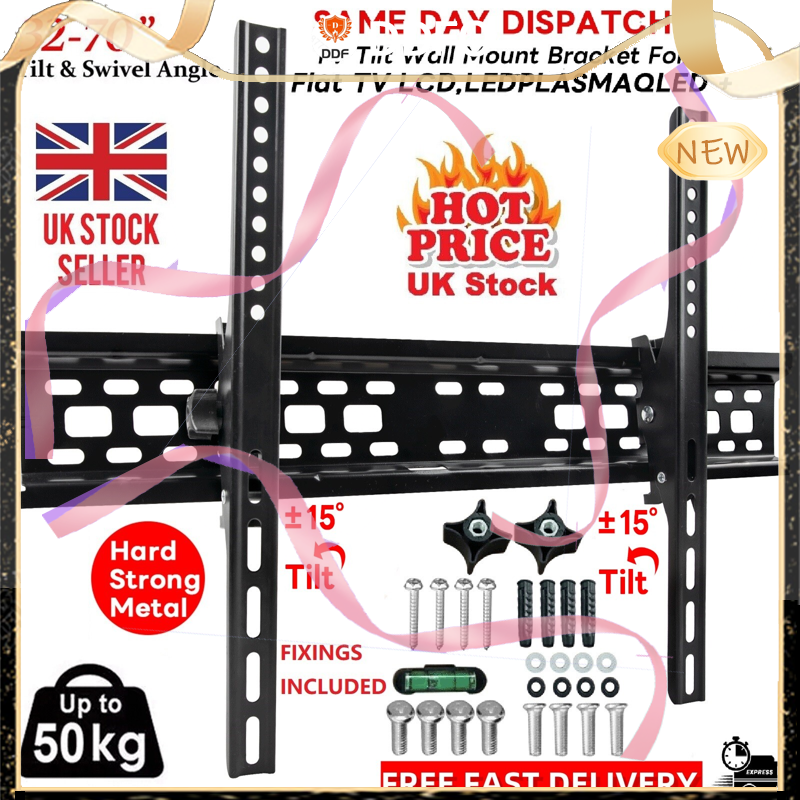 32-70"
Tilt & Swivel Angle
SAME DAY DISPATCH
Tilt Wall Mount Bracket For
Flat TV LCD,LEDPLASMAQLED +
DDF
NEW
UK STOCK
SELLER
HOT
PRICE
UK Stock
±15°
Tilt
±15°
Tilt
Hard
Strong
Metal
FIXINGS
INCLUDED
Up to
50kg
EXPRESS
FREE FAST DELIVERY